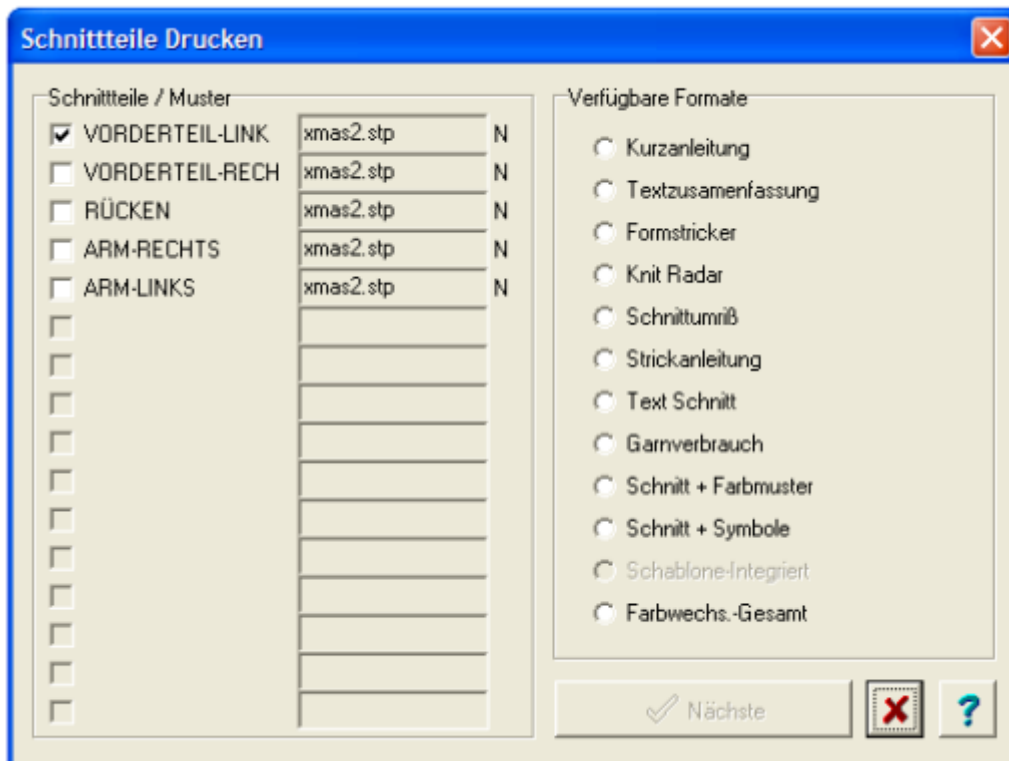 Schnittteile Drucken
Schnittteile / Muster
VORDERTEIL-LINK xmas2.stp N
VORDERTEIL-RECH xmas2.stp N
RÜCKEN xmas2.stp N
ARM-RECHTS xmas2.stp N
ARM-LINKS xmas2.stp N
Verfügbare Formate
Kurzanleitung
Textzusamenfassung
Formstricker
Knit Radar
Schnittumriß
Strickanleitung
Text Schnitt
Garnverbrauch
Schnitt + Farbmuster
Schnitt + Symbole
Schablone-Integriert
Farbwechs.-Gesamt
Nächste
?